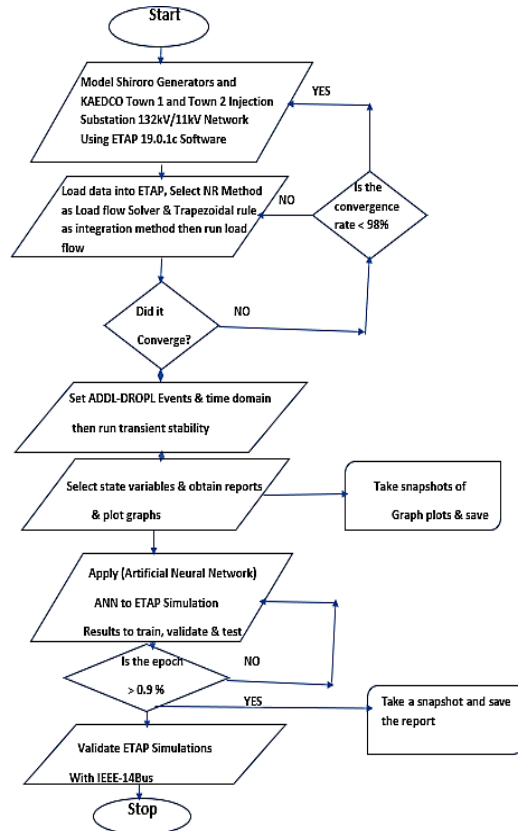 Start
Model Shiroro Generators and
KAEDCO Town 1 and Town 2 Injection
Substation 132kV/11kV Network
Using ETAP 19.0.1c Software
YES
Load data into ETAP, Select NR Method
as Load flow Solver & Trapezoidal rule
as integration method then run load
flow
NO
Is the
convergence
rate < 98%
Did it
Converge?
NO
Set ADDL-DROPL Events & time domain
then run transient stability
Select state variables & obtain reports
& plot graphs
Take snapshots of
Graph plots & save
Apply (Artificial Neural Network)
ANN to ETAP Simulation
Results to train, validate & test
Is the epoch
> 0.9 %
NO
YES
Take a snapshot and save
the report
Validate ETAP Simulations
With IEEE-14Bus
Stop